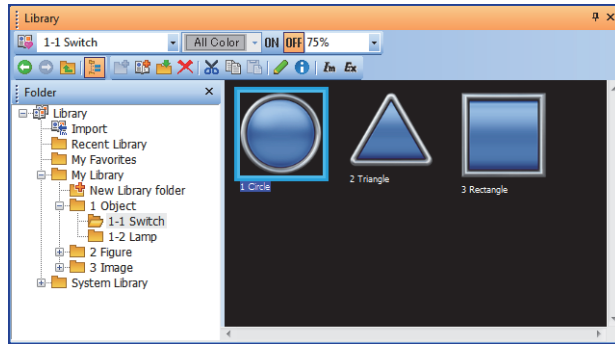 Library
1-1 Switch All Color ON OFF 75%
Im Ex
Folder
Library
Import
Recent Library
My Favorites
My Library
New Library folder
1 Object
1-1 Switch
1-2 Lamp
2 Figure
3 Image
System Library
1 Circle
2 Triangle
3 Rectangle